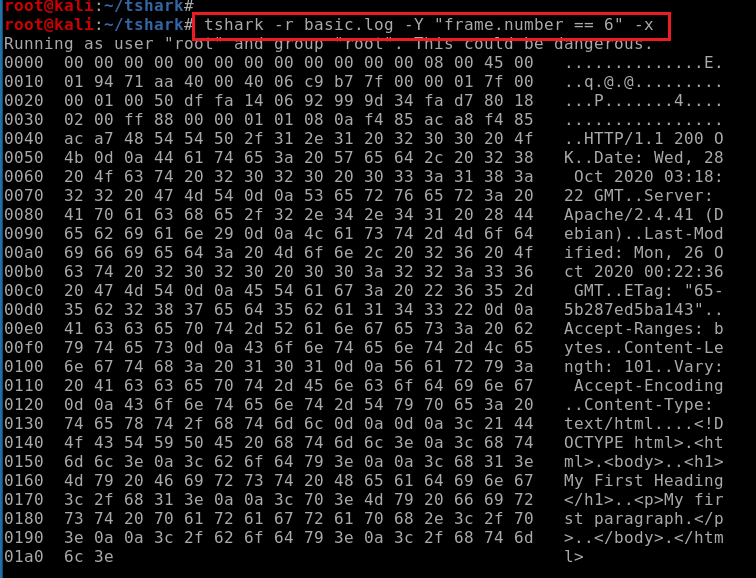 root@kali:~/tshark#
root@kali:~/tshark# tshark -r basic.log -Y "frame.number == 6" -x
Running as user "root" and group "root". This could be dangerous.
0000  00 00 00 00 00 00 00 00 00 00 00 00 08 00 45 00   ..............E.
0010  01 94 71 aa 40 00 40 06 c9 b7 7f 00 00 01 7f 00   ..q.@.@.........
0020  00 01 00 50 df fa 14 06 92 99 9d 34 fa d7 80 18   ...P.......4....
0030  02 00 ff 88 00 00 01 01 08 0a f4 85 ac a8 f4 85   ................
0040  ac a7 48 54 54 50 2f 31 2e 31 20 32 30 30 20 4f   ..HTTP/1.1 200 O
0050  4b 0d 0a 44 61 74 65 3a 20 57 65 64 2c 20 32 38   K..Date: Wed, 28
0060  20 4f 63 74 20 32 30 32 30 20 30 33 3a 31 38 3a    Oct 2020 03:18:
0070  32 32 20 47 4d 54 0d 0a 53 65 72 76 65 72 3a 20   22 GMT..Server:
0080  41 70 61 63 68 65 2f 32 2e 34 2e 34 31 20 28 44   Apache/2.4.41 (D
0090  65 62 69 61 6e 29 0d 0a 4c 61 73 74 2d 4d 6f 64   ebian)..Last-Mod
00a0  69 66 69 65 64 3a 20 4d 6f 6e 2c 20 32 36 20 4f   ified: Mon, 26 O
00b0  63 74 20 32 30 32 30 20 30 30 3a 32 32 3a 33 36   ct 2020 00:22:36
00c0  20 47 4d 54 0d 0a 45 54 61 67 3a 20 22 36 35 2d    GMT..ETag: "65-
00d0  35 62 32 38 37 65 64 35 62 61 31 34 33 22 0d 0a   5b287ed5ba143"..
00e0  41 63 63 65 70 74 2d 52 61 6e 67 65 73 3a 20 62   Accept-Ranges: b
00f0  79 74 65 73 0d 0a 43 6f 6e 74 65 6e 74 2d 4c 65   ytes..Content-Le
0100  6e 67 74 68 3a 20 31 30 31 0d 0a 56 61 72 79 3a   ngth: 101..Vary:
0110  20 41 63 63 65 70 74 2d 45 6e 63 6f 64 69 6e 67    Accept-Encoding
0120  0d 0a 43 6f 6e 74 65 6e 74 2d 54 79 70 65 3a 20   ..Content-Type:
0130  74 65 78 74 2f 68 74 6d 6c 0d 0a 0d 0a 3c 21 44   text/html....<!D
0140  4f 43 54 59 50 45 20 68 74 6d 6c 3e 0a 3c 68 74   OCTYPE html>.<ht
0150  6d 6c 3e 0a 3c 62 6f 64 79 3e 0a 0a 3c 68 31 3e   ml>.<body>..<h1>
0160  4d 79 20 46 69 72 73 74 20 48 65 61 64 69 6e 67   My First Heading
0170  3c 2f 68 31 3e 0a 0a 3c 70 3e 4d 79 20 66 69 72   </h1>..<p>My fir
0180  73 74 20 70 61 72 61 67 72 61 70 68 2e 3c 2f 70   st paragraph.</p
0190  3e 0a 0a 3c 2f 62 6f 64 79 3e 0a 3c 2f 68 74 6d   >..</body>.</htm
01a0  6c 3e                                             l>